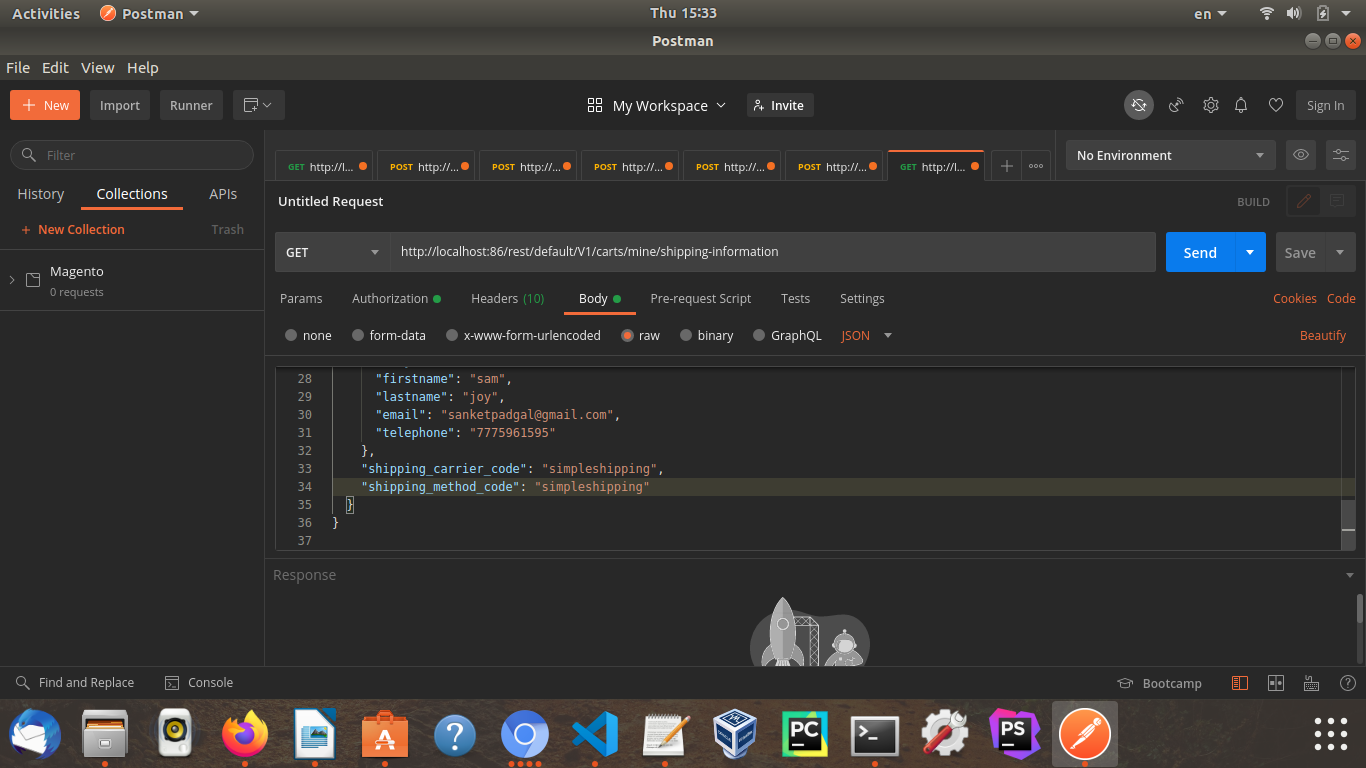 Activities Postman Thu 15:33 en
Postman
File Edit View Help
+ New Import Runner My Workspace Invite Sign In
Filter
History Collections APIs
+ New Collection Trash
Magento
0 requests
GET http://l... POST http://... POST http://... POST http://... POST http://... POST http://... GET http://l... + ooo No Environment
Untitled Request BUILD
GET http://localhost:86/rest/default/V1/carts/mine/shipping-information Send Save
Params Authorization Headers (10) Body Pre-request Script Tests Settings Cookies Code
none form-data x-www-form-urlencoded raw binary GraphQL JSON Beautify
28 "firstname": "sam",
29 "lastname": "joy",
30 "email": "sanketpadgal@gmail.com",
31 "telephone": "7775961595"
32 },
33 "shipping_carrier_code": "simpleshipping",
34 "shipping_method_code": "simpleshipping"
35 }
36 }
37
Response
Find and Replace Console Bootcamp ?
A ? PC >_ PS